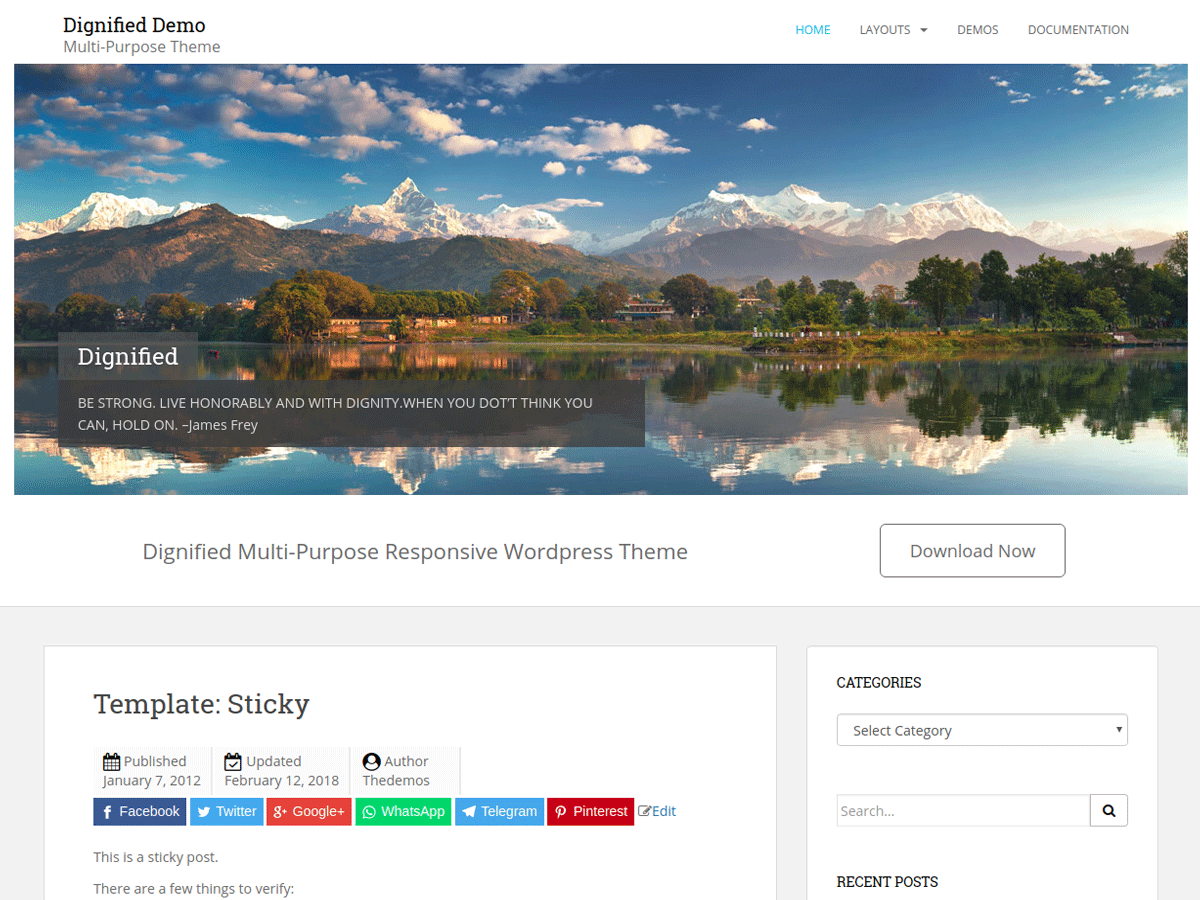 Dignified Demo
Multi-Purpose Theme
HOME LAYOUTS DEMOS DOCUMENTATION
Dignified
BE STRONG. LIVE HONORABLY AND WITH DIGNITY.WHEN YOU DOT'T THINK YOU
CAN, HOLD ON. –James Frey
Dignified Multi-Purpose Responsive Wordpress Theme
Download Now
Template: Sticky
Published
January 7, 2012
Updated
February 12, 2018
Author
Thedemos
Facebook Twitter Google+ WhatsApp Telegram Pinterest Edit
This is a sticky post.
There are a few things to verify:
CATEGORIES
Select Category
Search...
RECENT POSTS